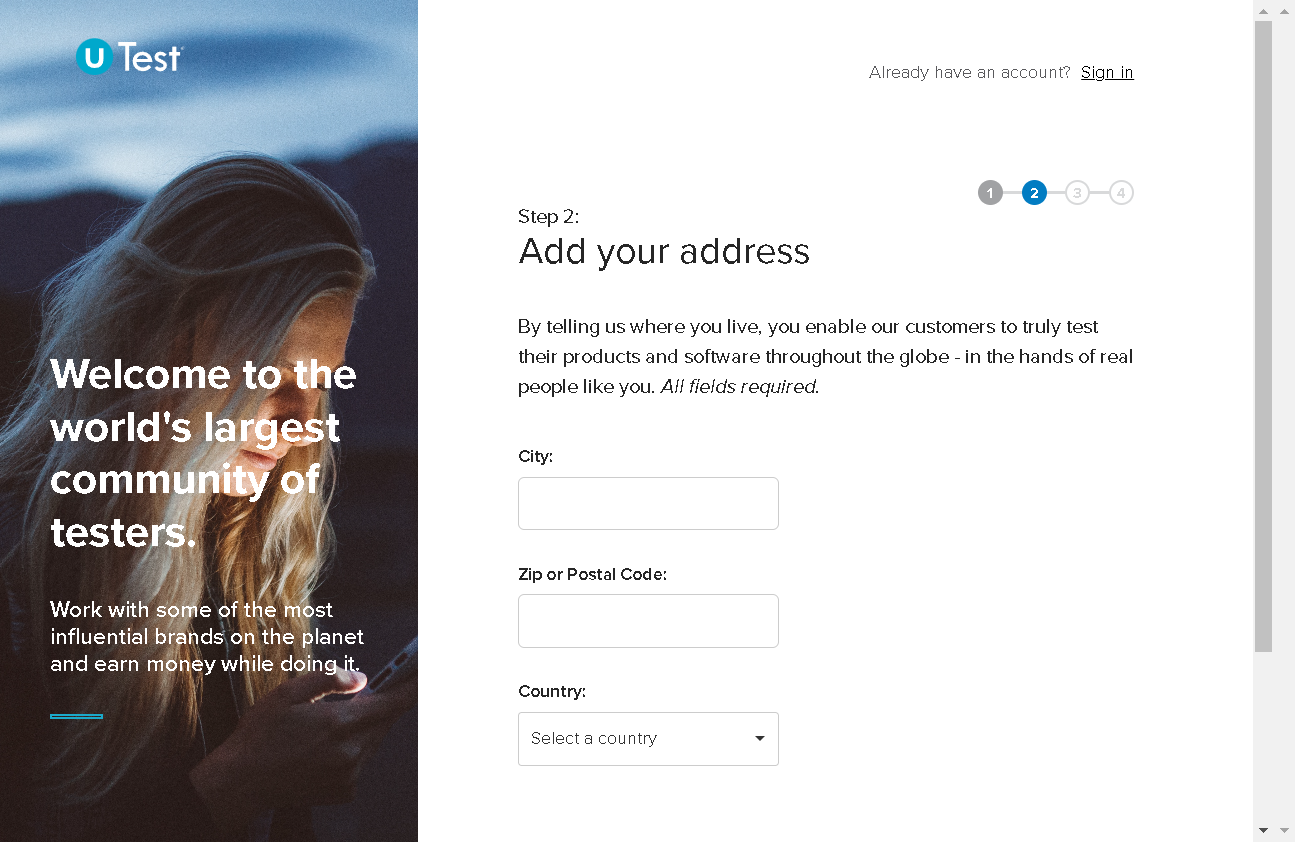 U Test
Already have an account? Sign in
1 2 3 4
Step 2:
Add your address
By telling us where you live, you enable our customers to truly test
their products and software throughout the globe - in the hands of real
people like you. All fields required.
City:
Zip or Postal Code:
Country:
Select a country
Welcome to the
world's largest
community of
testers.
Work with some of the most
influential brands on the planet
and earn money while doing it.